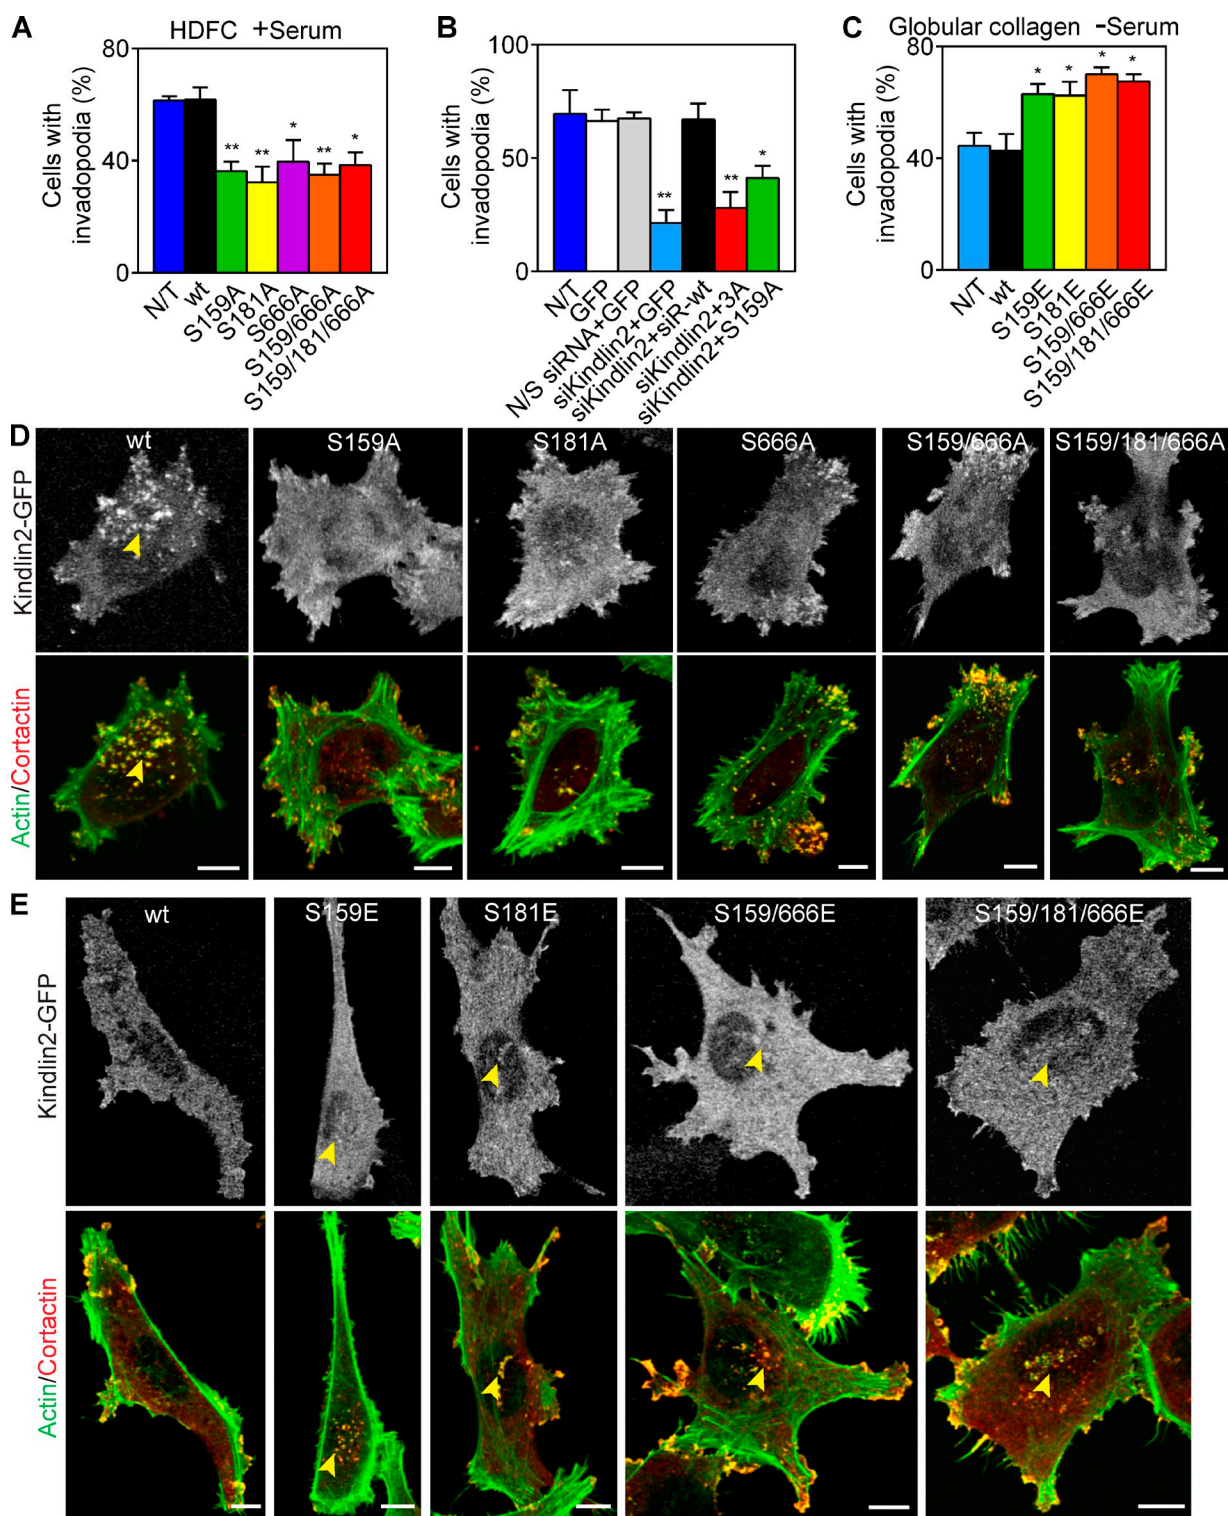 A
HDFC +Serum
Cells with
invadopodia (%)
80
40
0
N/T
wt
S159A
S181A
S666A
S159/666A
S159/181/666A
**
**
*
**
*
B
Cells with
invadopodia (%)
100
50
0
N/T
GFP
N/S siRNA+GFP
siKindlin2+GFP
siKindlin2+siR-wt
siKindlin2+3A
siKindlin2+S159A
**
**
*
C
Globular collagen -Serum
Cells with
invadopodia (%)
80
40
0
N/T
wt
S159E
S181E
S159/666E
S159/181/666E
*
*
*
*
D
Kindlin2-GFP
wt
S159A
S181A
S666A
S159/666A
S159/181/666A
Actin/Cortactin
E
Kindlin2-GFP
wt
S159E
S181E
S159/666E
S159/181/666E
Actin/Cortactin